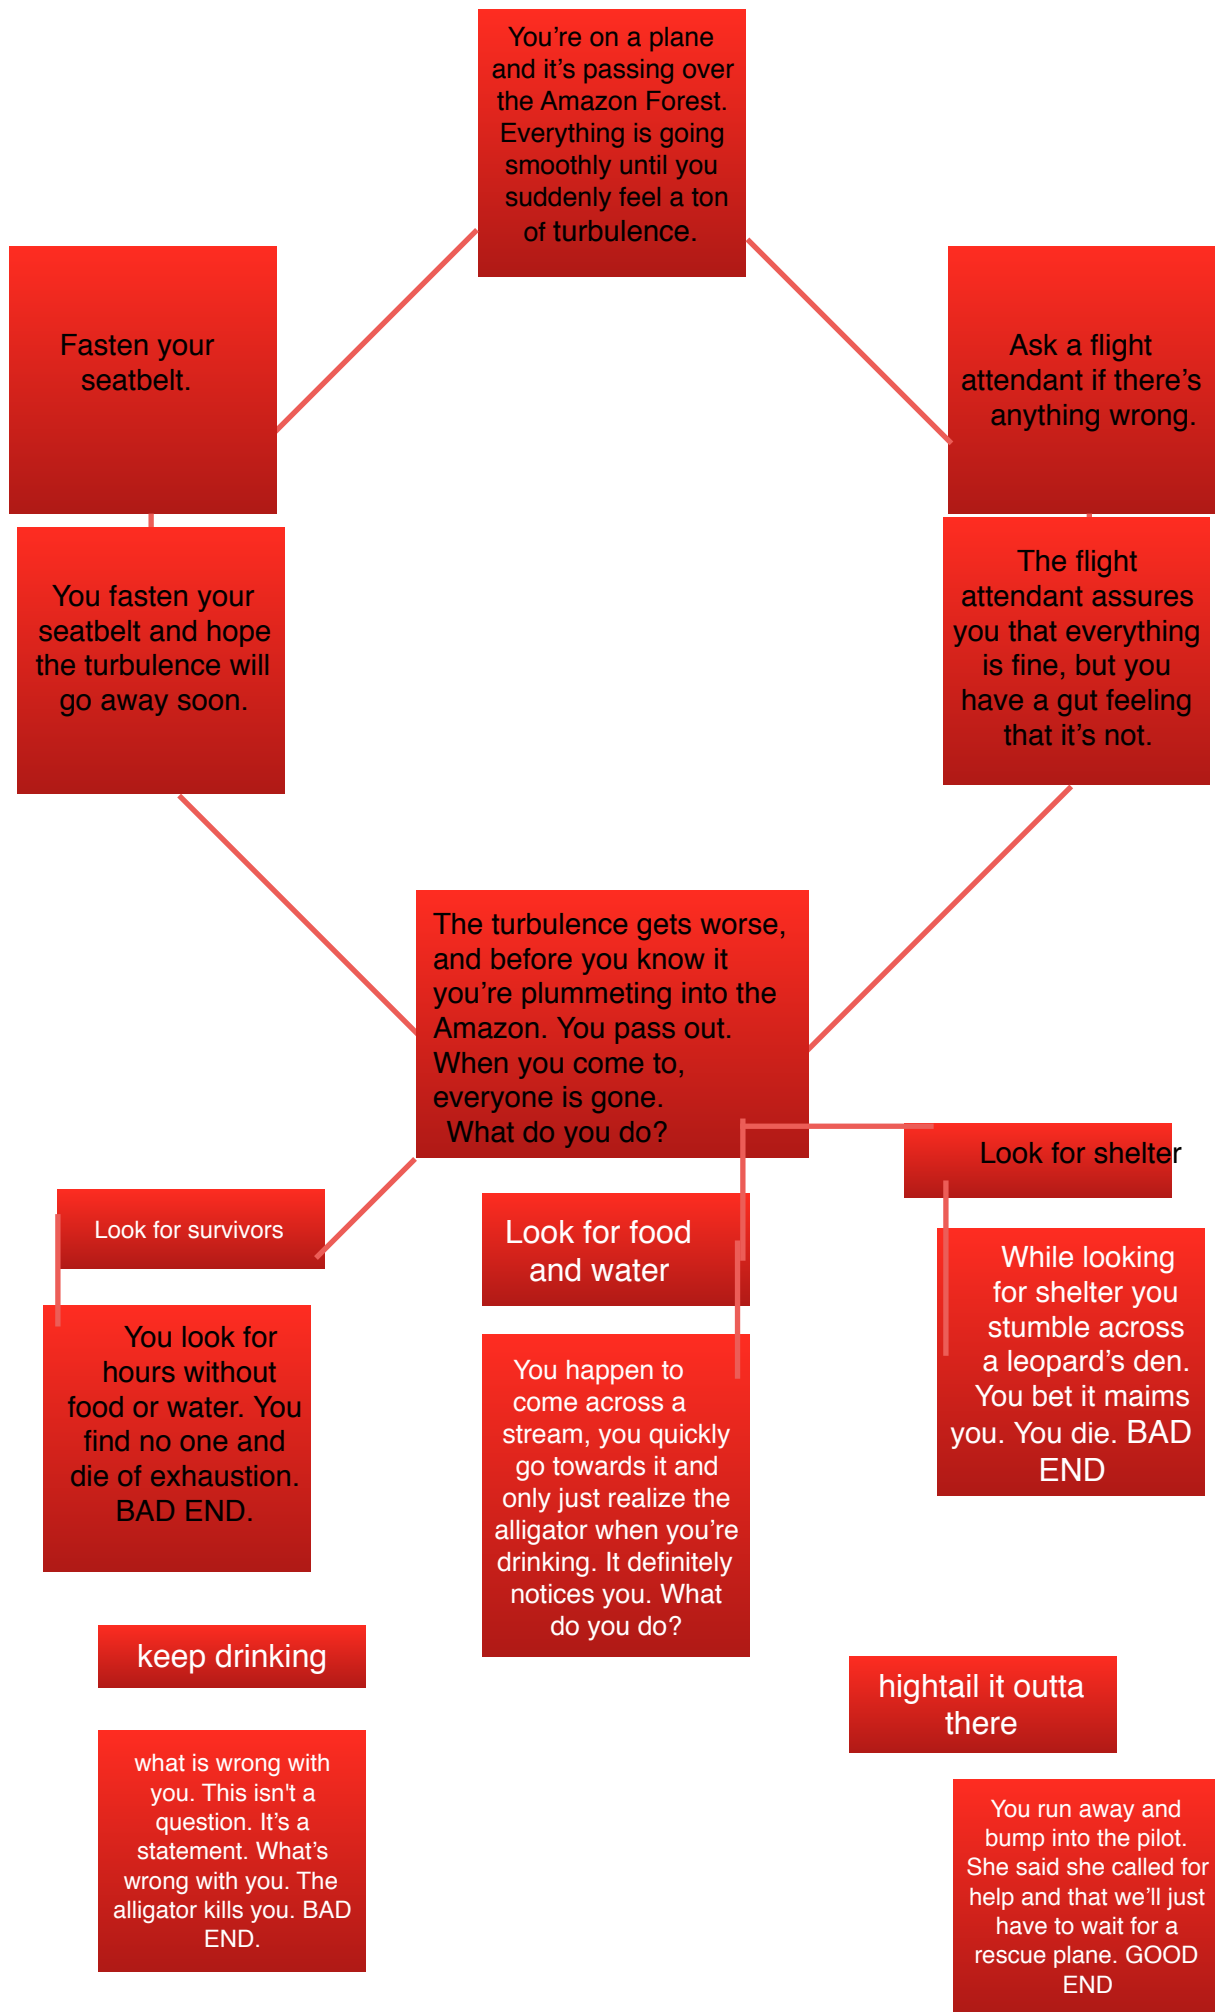 You’re on a plane
and it’s passing over
the Amazon Forest.
Everything is going
smoothly until you
suddenly feel a ton
of turbulence.
Fasten your
seatbelt.
Ask a flight
attendant if there’s
anything wrong.
You fasten your
seatbelt and hope
the turbulence will
go away soon.
The flight
attendant assures
you that everything
is fine, but you
have a gut feeling
that it’s not.
The turbulence gets worse,
and before you know it
you’re plummeting into the
Amazon. You pass out.
When you come to,
everyone is gone.
What do you do?
Look for survivors
Look for food
and water
Look for shelter
You look for
hours without
food or water. You
find no one and
die of exhaustion.
BAD END.
You happen to
come across a
stream, you quickly
go towards it and
only just realize the
alligator when you’re
drinking. It definitely
notices you. What
do you do?
While looking
for shelter you
stumble across
a leopard’s den.
You bet it maims
you. You die. BAD
END
keep drinking
hightail it outta
there
what is wrong with
you. This isn't a
question. It’s a
statement. What’s
wrong with you. The
alligator kills you. BAD
END.
You run away and
bump into the pilot.
She said she called for
help and that we’ll just
have to wait for a
rescue plane. GOOD
END